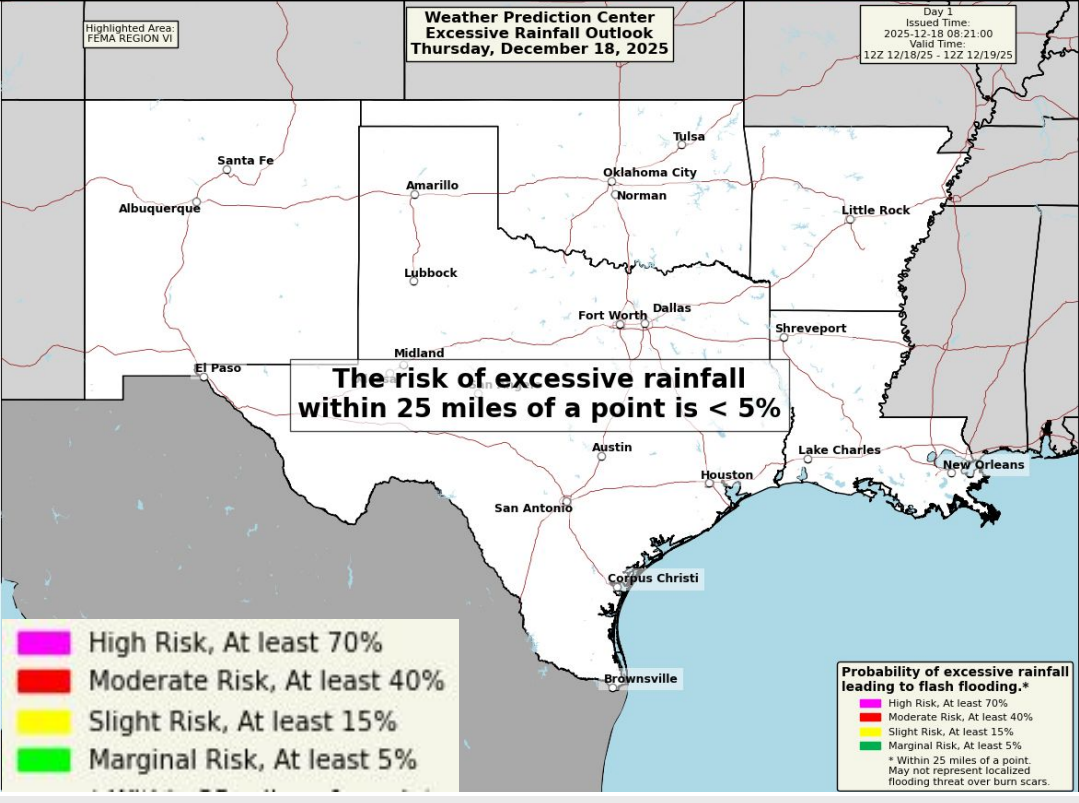 Highlighted Area:
FEMA REGION VI
Weather Prediction Center
Excessive Rainfall Outlook
Thursday, December 18, 2025
Day 1
Issued Time:
2025-12-18 08:21:00
Valid Time:
12Z 12/18/25 - 12Z 12/19/25
Tulsa
Santa Fe
Oklahoma City
Amarillo
Norman
Albuquerque
Little Rock
Lubbock
Dallas
Fort Worth
Shreveport
Midland
El Paso
The risk of excessive rainfall
within 25 miles of a point is < 5%
Austin
Lake Charles
New Orleans
Houston
San Antonio
Corpus Christi
Brownsville
High Risk, At least 70%
Moderate Risk, At least 40%
Slight Risk, At least 15%
Marginal Risk, At least 5%
Probability of excessive rainfall
leading to flash flooding.*
High Risk, At least 70%
Moderate Risk, At least 40%
Slight Risk, At least 15%
Marginal Risk, At least 5%
* Within 25 miles of a point.
May not represent localized
flooding threat over burn scars.